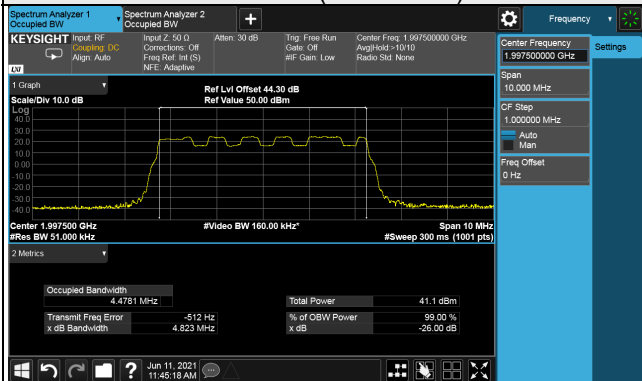 Spectrum Analyzer 1
Occupied BW
Spectrum Analyzer 2
Occupied BW
+
Frequency
KEYSIGHT
Input: RF
Coupling: DC
Align: Auto
Input Z: 50 Ω
Corrections: Off
Freq Ref: Int (S)
NFE: Adaptive
Atten: 30 dB
Trig: Free Run
Gate: Off
#IF Gain: Low
Center Freq: 1.997500000 GHz
Avg|Hold:>10/10
Radio Std: None
LXI
Center Frequency
1.997500000 GHz
Settings
Span
10.000 MHz
CF Step
1.000000 MHz
Auto
Man
Freq Offset
0 Hz
1 Graph
Scale/Div 10.0 dB
Ref Lvl Offset 44.30 dB
Ref Value 50.00 dBm
Log
40.0
30.0
20.0
10.0
0.00
-10.0
-20.0
-30.0
-40.0
Center 1.997500 GHz
#Res BW 51.000 kHz
#Video BW 160.00 kHz*
Span 10 MHz
#Sweep 300 ms (1001 pts)
2 Metrics
Occupied Bandwidth
4.4781 MHz
Total Power 41.1 dBm
Transmit Freq Error -512 Hz
% of OBW Power 99.00 %
x dB Bandwidth 4.823 MHz
x dB -26.00 dB
?
Jun 11, 2021
11:45:18 AM